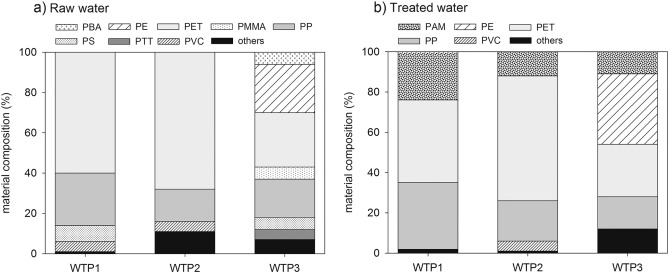 a) Raw water
PBA PE PET PMMA PP
PS PTT PVC others
100
80
60
40
20
0
material composition (%)
WTP1 WTP2 WTP3
b) Treated water
PAM PE PET
PP PVC others
100
80
60
40
20
0
material composition (%)
WTP1 WTP2 WTP3